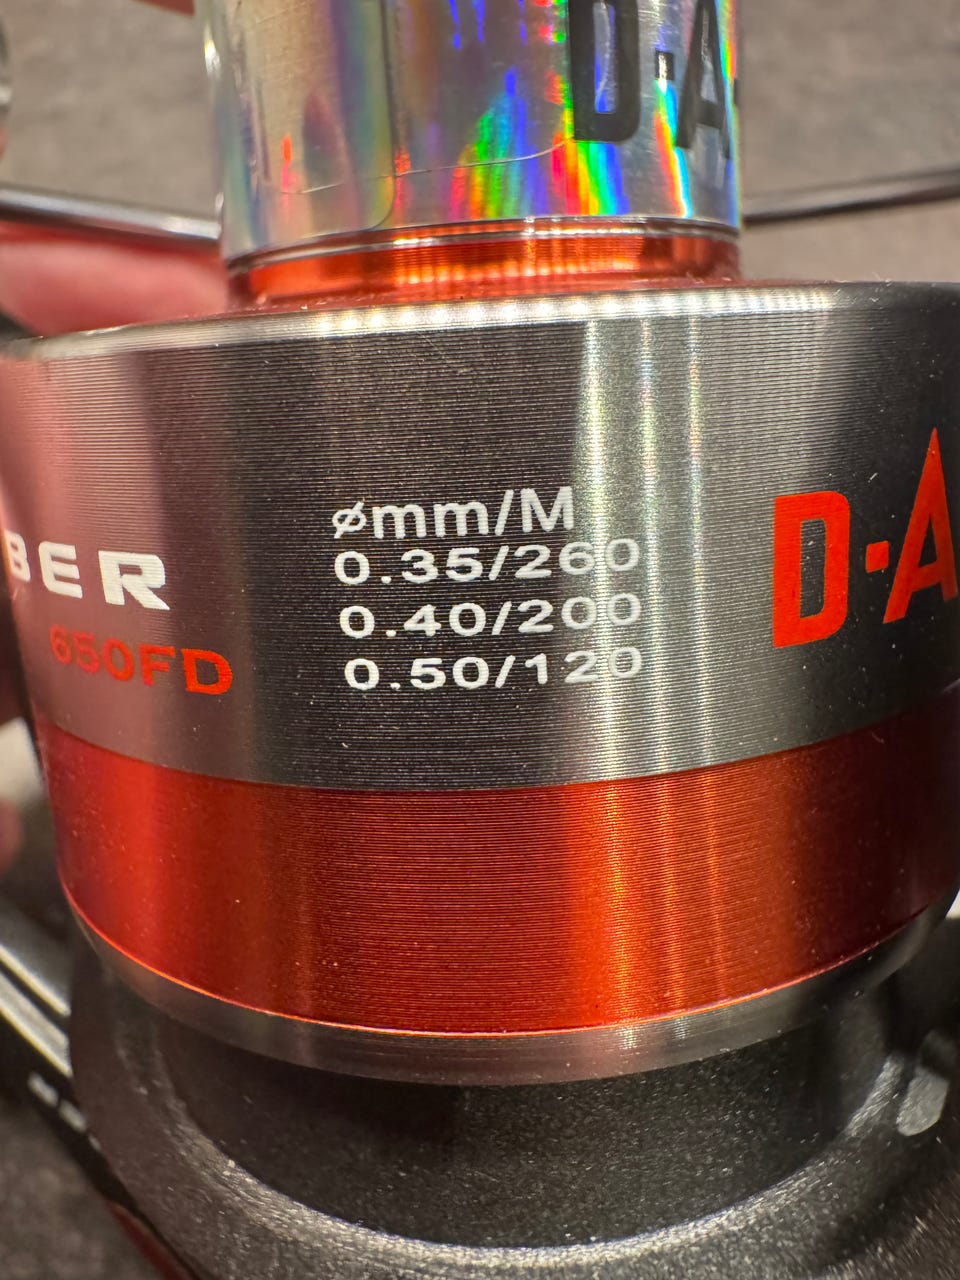 D-A
BER
650FD
ømm/M
0.35/260
0.40/200
0.50/120
D·A